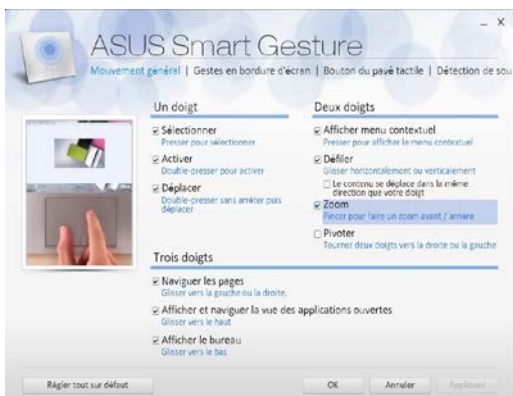 ASUS Smart Gesture
Mouvement général | Gestes en bordure d'écran | Bouton du pavé tactile | Détection de sou
Un doigt
Sélectionner
Presser pour sélectionner
Activer
Double-presser pour activer
Déplacer
Double-presser sans arrêter puis
déplacer
Deux doigts
Afficher menu contextuel
Presser pour afficher le menu contextuel
Défiler
Glisser horizontalement ou verticalement
Le contenu se déplace dans la même
direction que votre doigt
Zoom
Pincer pour faire un zoom avant / arrière
Pivoter
Tourner deux doigts vers la droite ou la gauche
Trois doigts
Naviguer les pages
Glisser vers la gauche ou la droite.
Afficher et naviguer la vue des applications ouvertes
Glisser vers le haut
Afficher le bureau
Glisser vers le bas
Régler tout sur défaut
OK
Annuler
Appliquer